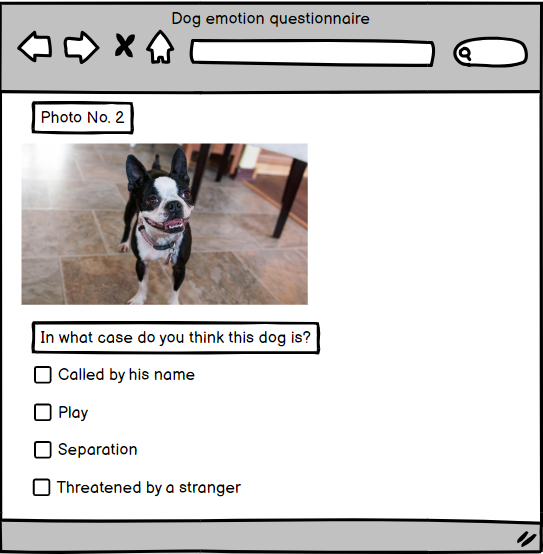 Dog emotion questionnaire
Photo No. 2
In what case do you think this dog is?
Called by his name
Play
Separation
Threatened by a stranger